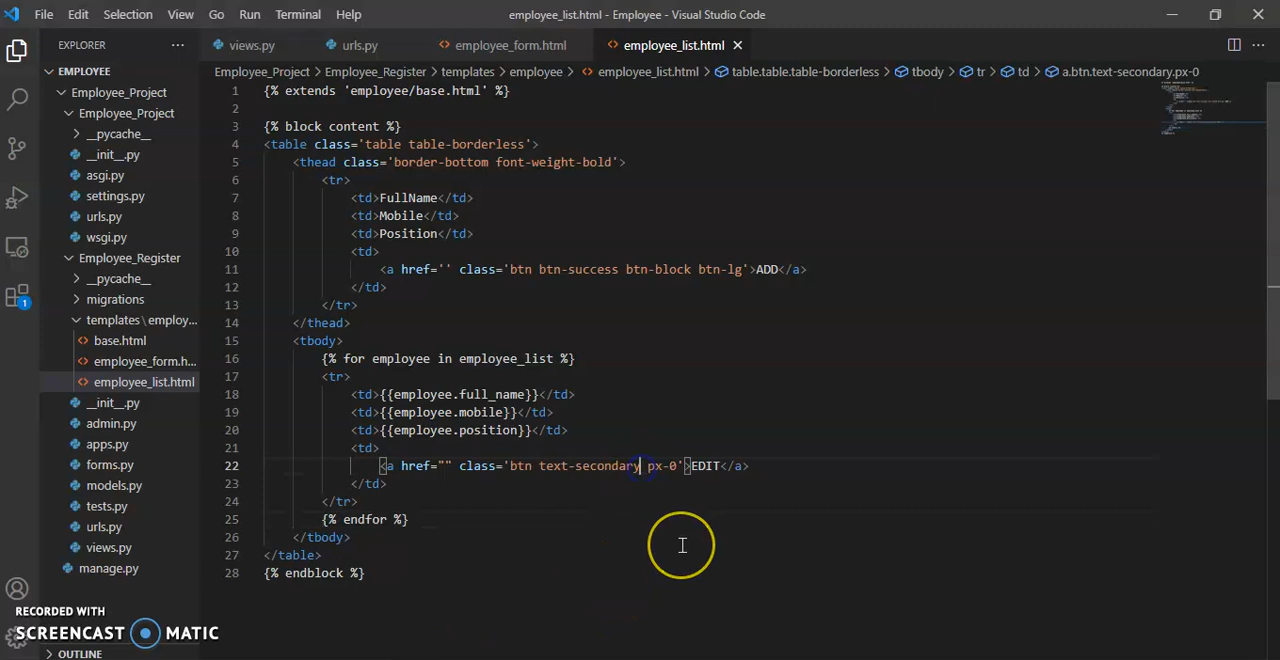 File Edit Selection View Go Run Terminal Help employee_list.html - Employee - Visual Studio Code
EXPLORER ···
views.py urls.py employee_form.html employee_list.html
EMPLOYEE
Employee_Project > Employee_Register > templates > employee > employee_list.html > table.table.table-borderless > tbody > tr > td > a.btn.text-secondary.px-0
Employee_Project
Employee_Project
__pycache__
__init__.py
asgi.py
settings.py
urls.py
wsgi.py
Employee_Register
__pycache__
migrations
templates\employ...
base.html
employee_form.h...
employee_list.html
__init__.py
admin.py
apps.py
forms.py
models.py
tests.py
urls.py
views.py
manage.py
OUTLINE
1 {% extends 'employee/base.html' %}
2
3 {% block content %}
4 <table class='table table-borderless'>
5 <thead class='border-bottom font-weight-bold'>
6 <tr>
7 <td>FullName</td>
8 <td>Mobile</td>
9 <td>Position</td>
10 <td>
11 <a href='' class='btn btn-success btn-block btn-lg'>ADD</a>
12 </td>
13 </tr>
14 </thead>
15 <tbody>
16 {% for employee in employee_list %}
17 <tr>
18 <td>{{employee.full_name}}</td>
19 <td>{{employee.mobile}}</td>
20 <td>{{employee.position}}</td>
21 <td>
22 <a href="" class='btn text-secondary px-0'>EDIT</a>
23 </td>
24 </tr>
25 {% endfor %}
26 </tbody>
27 </table>
28 {% endblock %}
1
RECORDED WITH
SCREENCAST MATIC